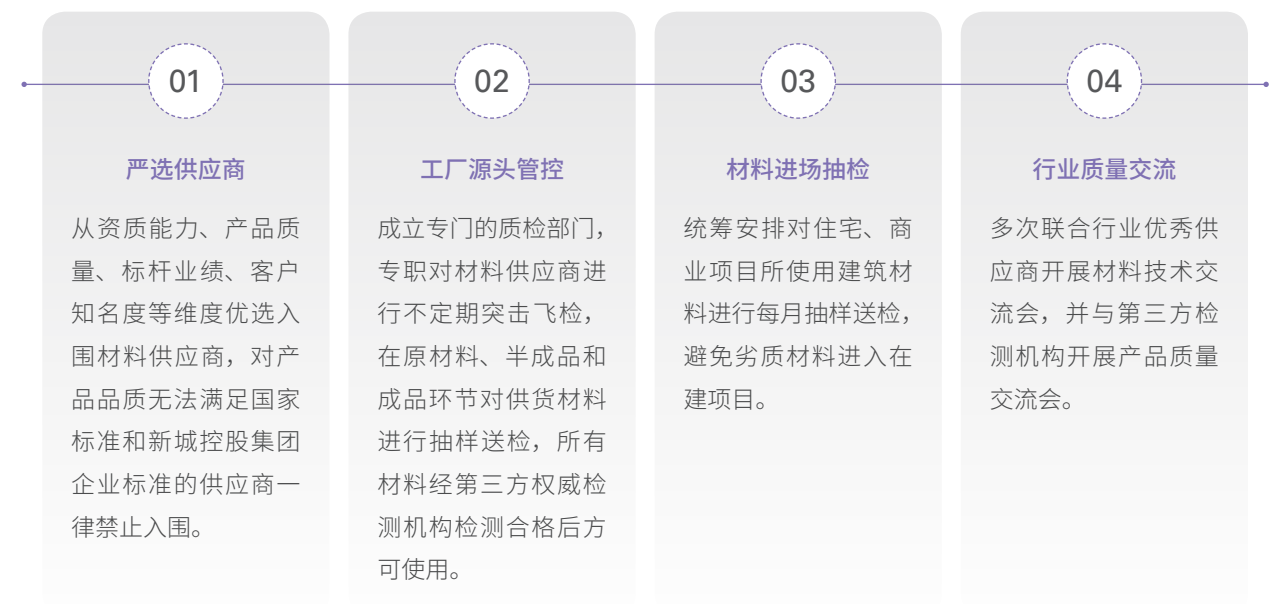 01
严选供应商
从资质能力、产品质
量、标杆业绩、客户
知名度等维度优选入
围材料供应商，对产
品品质无法满足国家
标准和新城控股集团
企业标准的供应商一
律禁止入围。
02
工厂源头管控
成立专门的质检部门，
专职对材料供应商进
行不定期突击飞检，
在原材料、半成品和
成品环节对供货材料
进行抽样送检，所有
材料经第三方权威检
测机构检测合格后方
可使用。
03
材料进场抽检
统筹安排对住宅、商
业项目所使用建筑材
料进行每月抽样送检，
避免劣质材料进入在
建项目。
04
行业质量交流
多次联合行业优秀供
应商开展材料技术交
流会，并与第三方检
测机构开展产品质量
交流会。